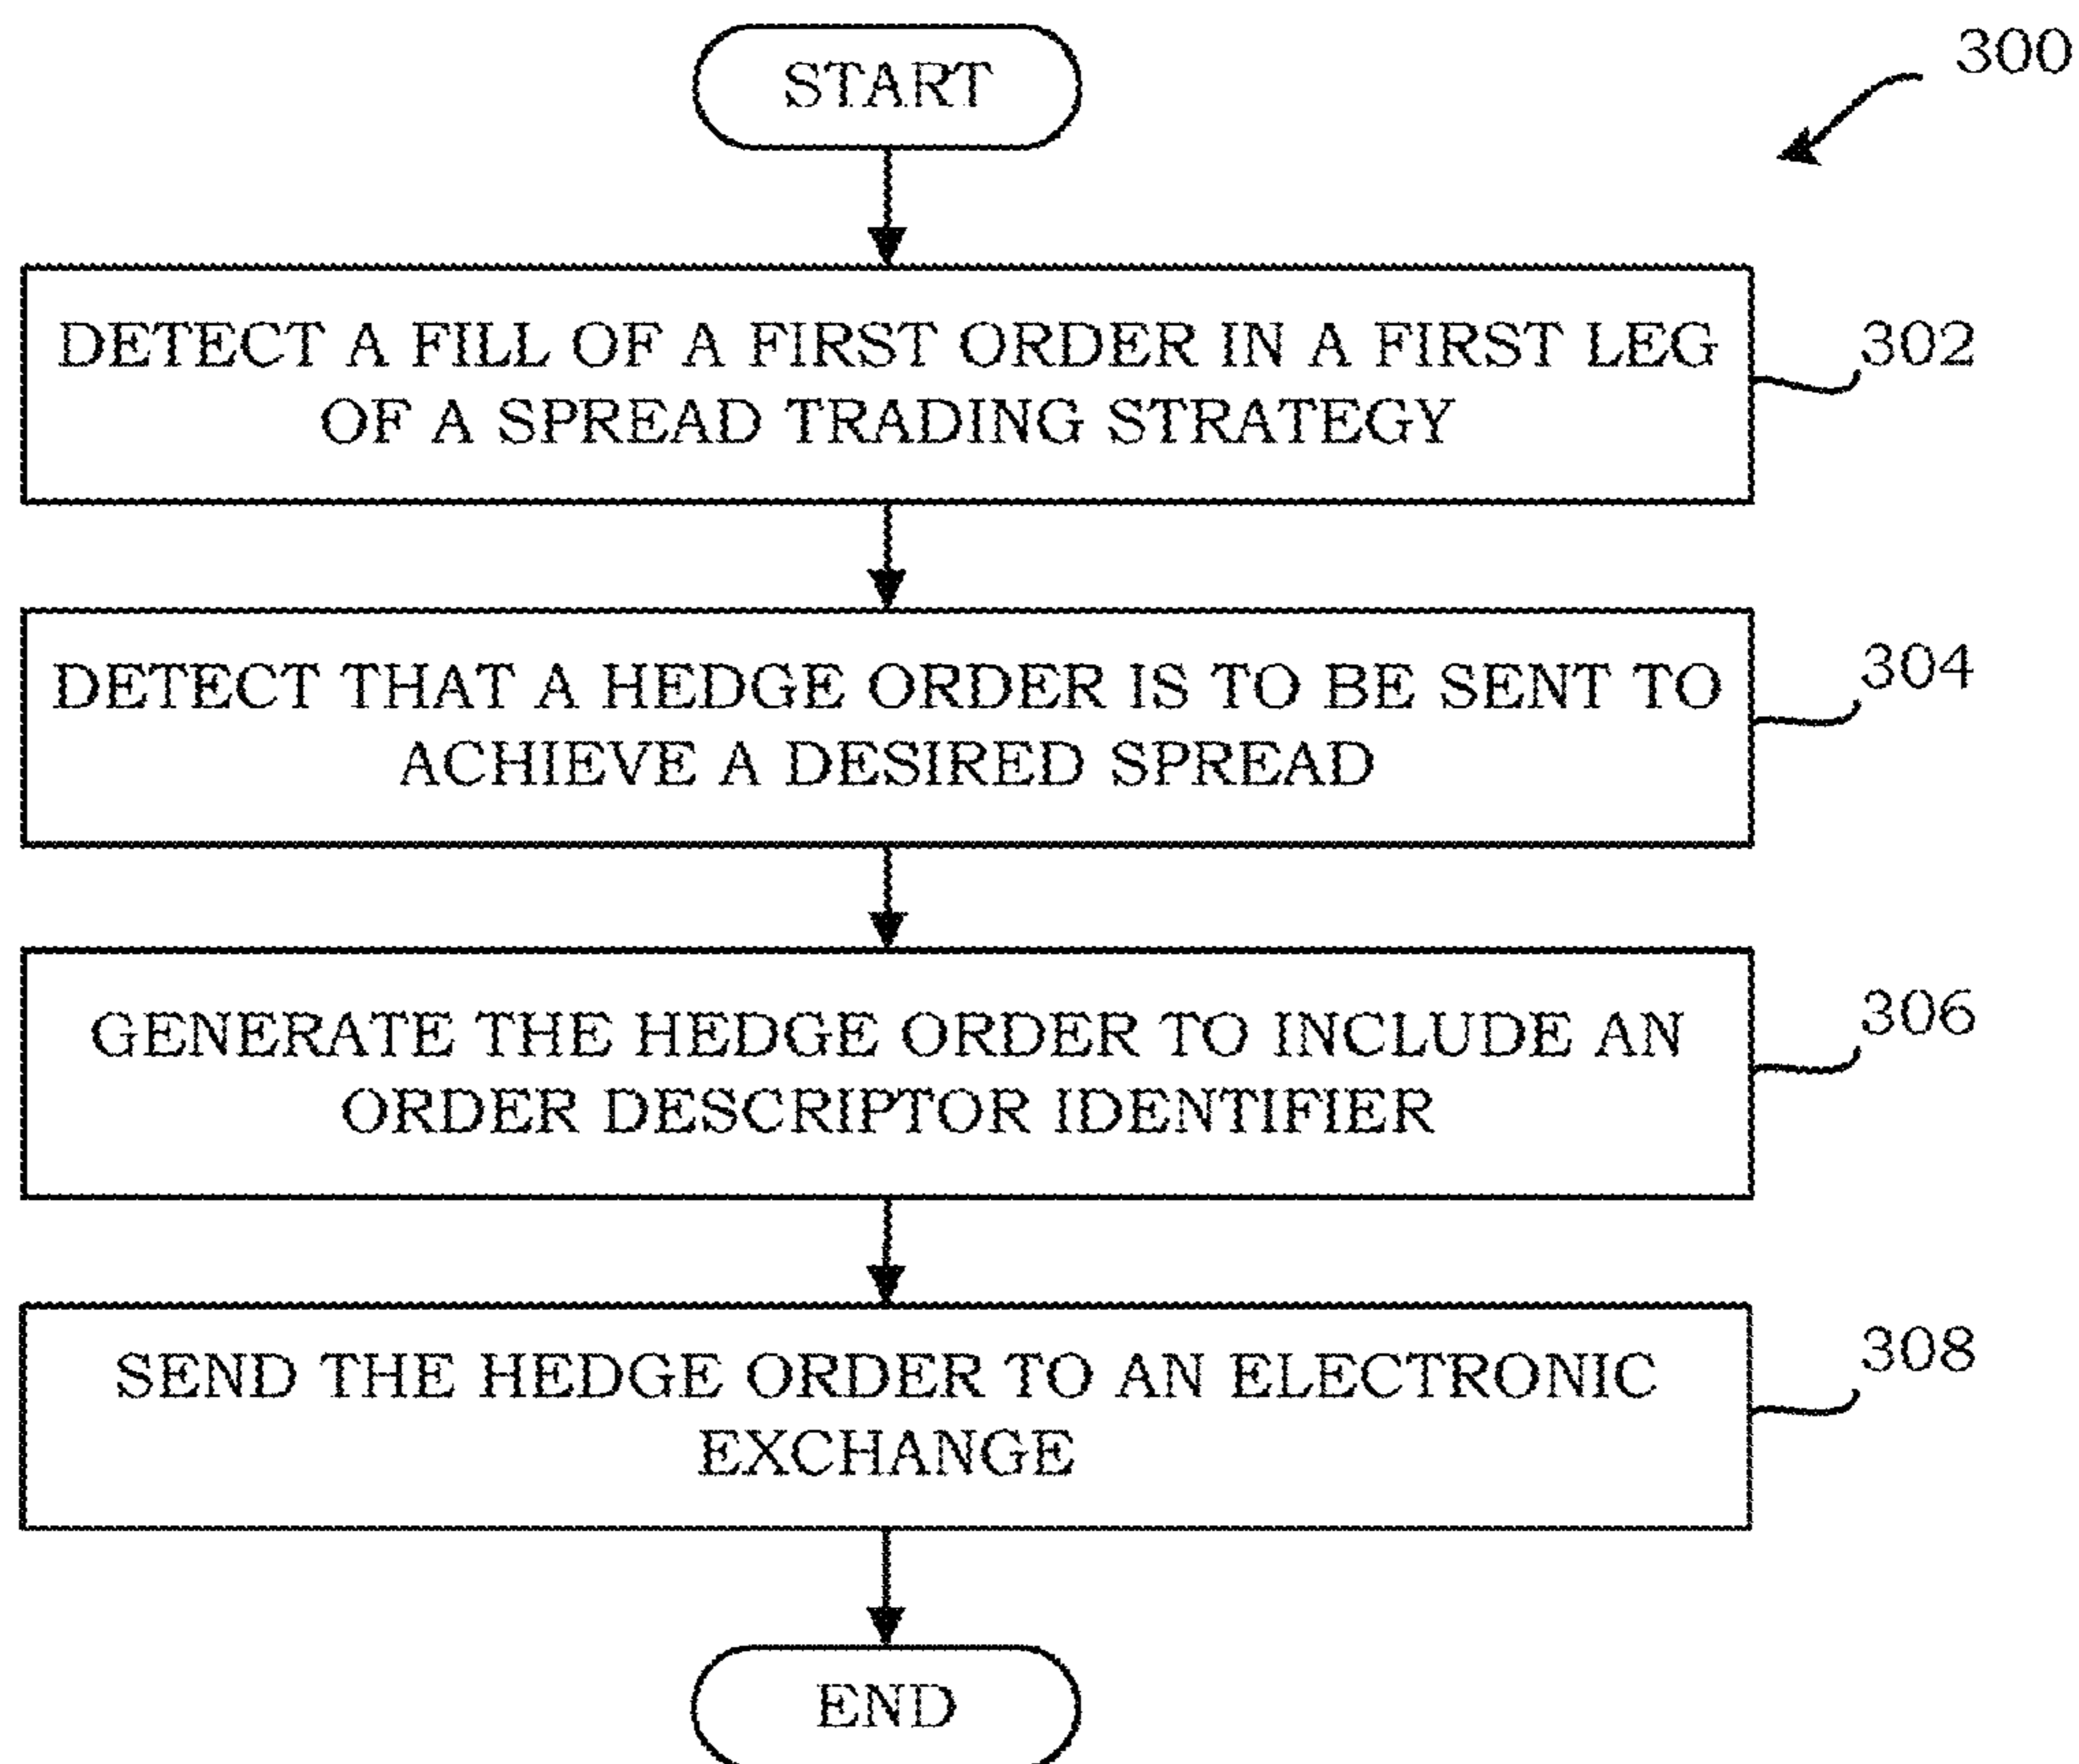 START
300
DETECT A FILL OF A FIRST ORDER IN A FIRST LEG
OF A SPREAD TRADING STRATEGY
302
DETECT THAT A HEDGE ORDER IS TO BE SENT TO
ACHIEVE A DESIRED SPREAD
304
GENERATE THE HEDGE ORDER TO INCLUDE AN
ORDER DESCRIPTOR IDENTIFIER
306
SEND THE HEDGE ORDER TO AN ELECTRONIC
EXCHANGE
308
END